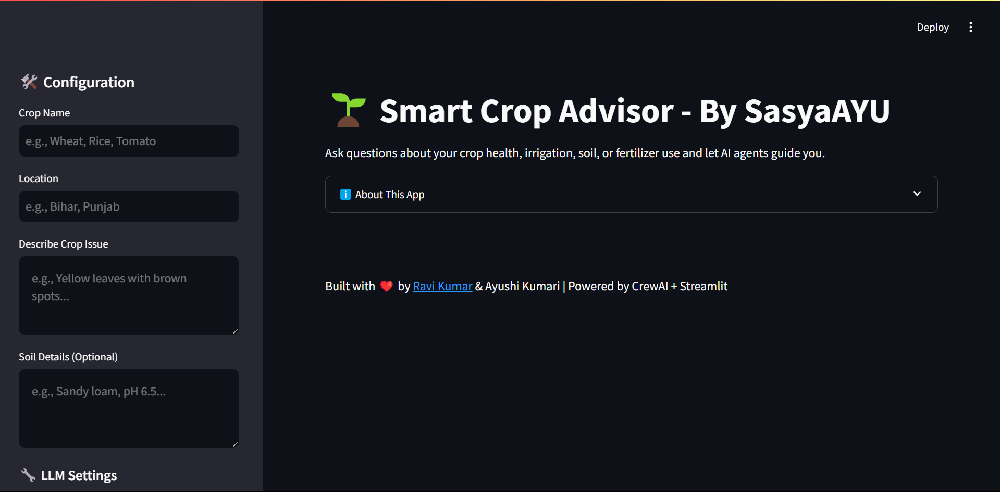 Deploy
🛠️ Configuration
Crop Name
e.g., Wheat, Rice, Tomato
Location
e.g., Bihar, Punjab
Describe Crop Issue
e.g., Yellow leaves with brown
spots...
Soil Details (Optional)
e.g., Sandy loam, pH 6.5...
🔧 LLM Settings
🌱 Smart Crop Advisor - By SasyaAYU
Ask questions about your crop health, irrigation, soil, or fertilizer use and let AI agents guide you.
ℹ️ About This App
Built with ❤️ by Ravi Kumar & Ayushi Kumari | Powered by CrewAI + Streamlit